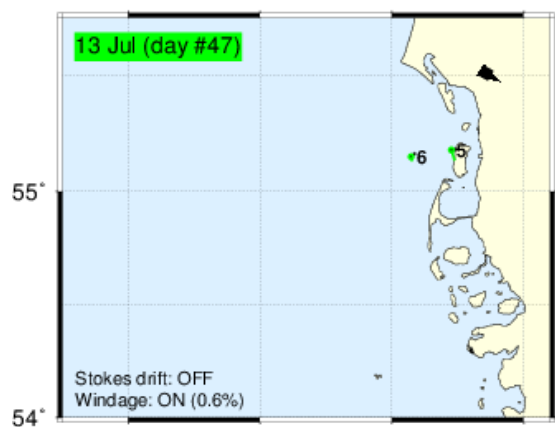 13 Jul (day #47)
6
5
55˚
Stokes drift: OFF
Windage: ON (0.6%)
54˚